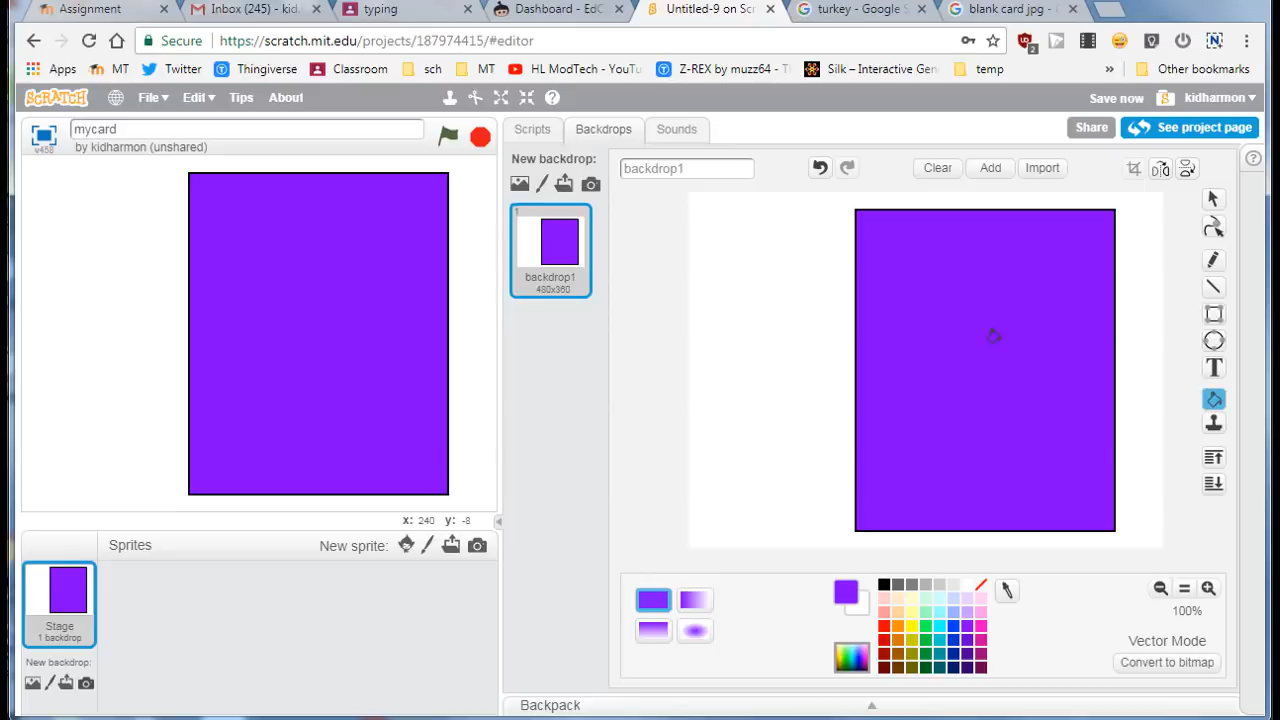 Assignment
Inbox (245) - kid
typing
Dashboard - EdC
Untitled-9 on Scr
turkey - Google S
blank card jpg - G
Secure
https://scratch.mit.edu/projects/187974415/#editor
2
Apps
MT
Twitter
Thingiverse
Classroom
sch
MT
HL ModTech - YouTu
Z-REX by muzz64 - T
Silk – Interactive Gen
temp
»
Other bookmarks
SCRATCH
File
Edit
Tips
About
Save now
kidharmon
mycard
by kidharmon (unshared)
v458
Scripts
Backdrops
Sounds
Share
See project page
New backdrop:
backdrop1
Clear
Add
Import
1
backdrop1
480x360
x: 240 y: -8
Sprites
New sprite:
Stage
1 backdrop
New backdrop:
100%
Vector Mode
Convert to bitmap
Backpack